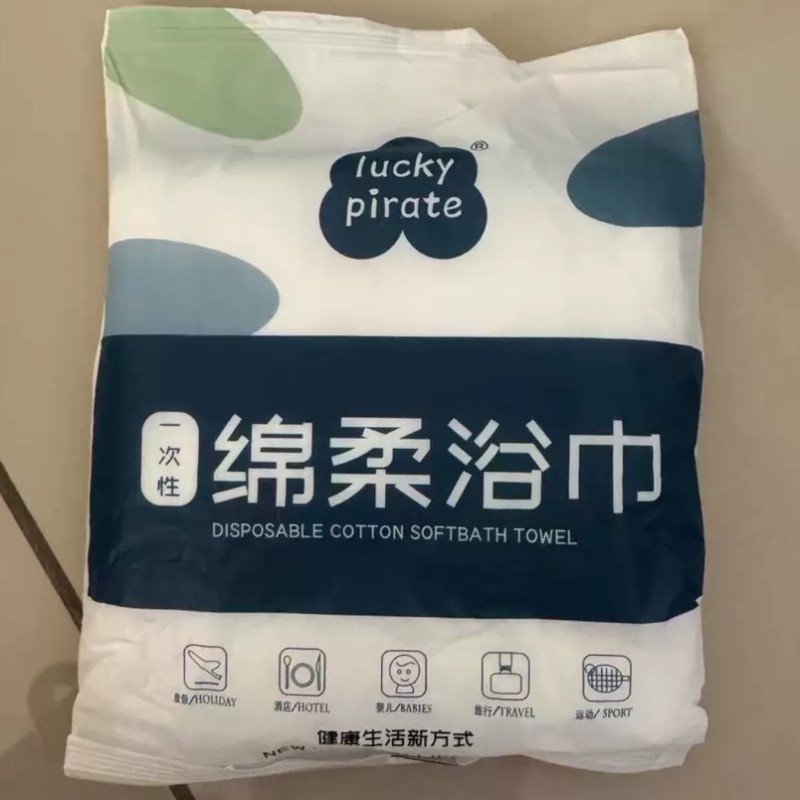 lucky
pirate
®
一次性
绵柔浴巾
DISPOSABLE COTTON SOFTBATH TOWEL
度假/HOLIDAY
酒店/HOTEL
婴儿/BABIES
旅行/TRAVEL
运动/ SPORT
健康生活新方式
NEW